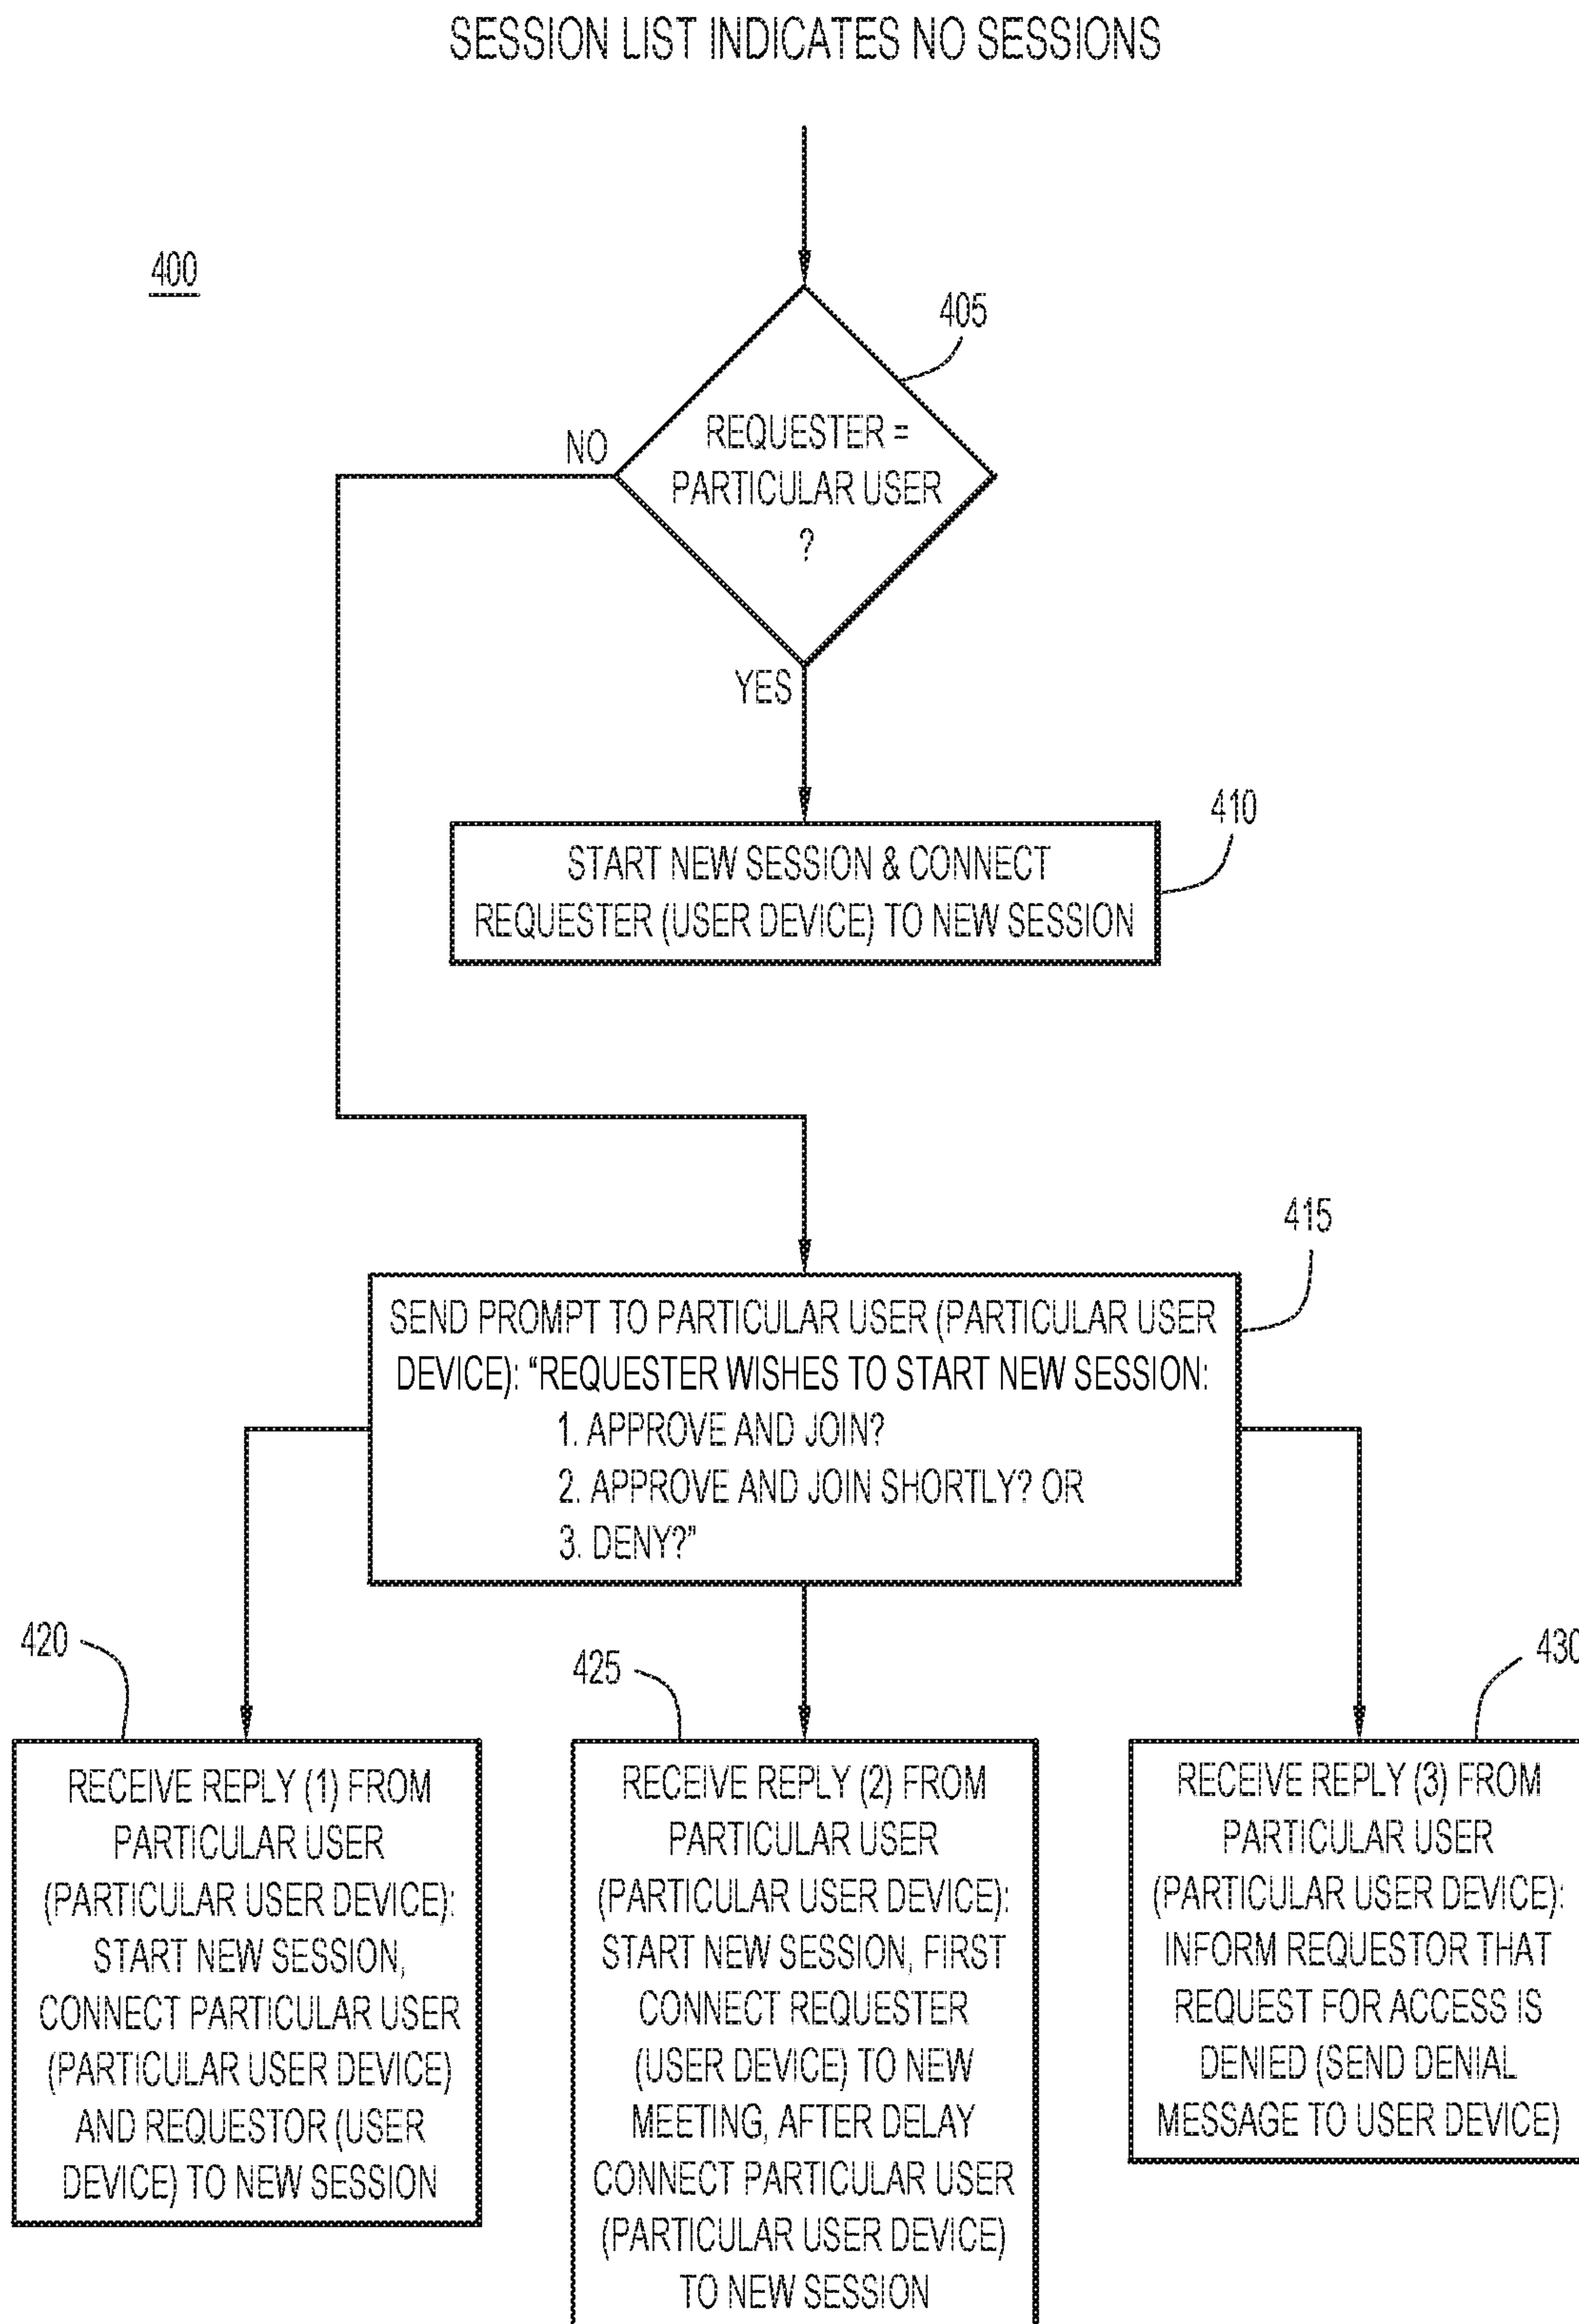 SESSION LIST INDICATES NO SESSIONS
400
405
REQUESTER =
PARTICULAR USER
?
NO
YES
410
START NEW SESSION & CONNECT
REQUESTER (USER DEVICE) TO NEW SESSION
415
SEND PROMPT TO PARTICULAR USER (PARTICULAR USER
DEVICE): “REQUESTER WISHES TO START NEW SESSION:
1. APPROVE AND JOIN?
2. APPROVE AND JOIN SHORTLY? OR
3. DENY?”
420
RECEIVE REPLY (1) FROM
PARTICULAR USER
(PARTICULAR USER DEVICE):
START NEW SESSION,
CONNECT PARTICULAR USER
(PARTICULAR USER DEVICE)
AND REQUESTOR (USER
DEVICE) TO NEW SESSION
425
RECEIVE REPLY (2) FROM
PARTICULAR USER
(PARTICULAR USER DEVICE):
START NEW SESSION, FIRST
CONNECT REQUESTER
(USER DEVICE) TO NEW
MEETING, AFTER DELAY
CONNECT PARTICULAR USER
(PARTICULAR USER DEVICE)
TO NEW SESSION
430
RECEIVE REPLY (3) FROM
PARTICULAR USER
(PARTICULAR USER DEVICE):
INFORM REQUESTOR THAT
REQUEST FOR ACCESS IS
DENIED (SEND DENIAL
MESSAGE TO USER DEVICE)